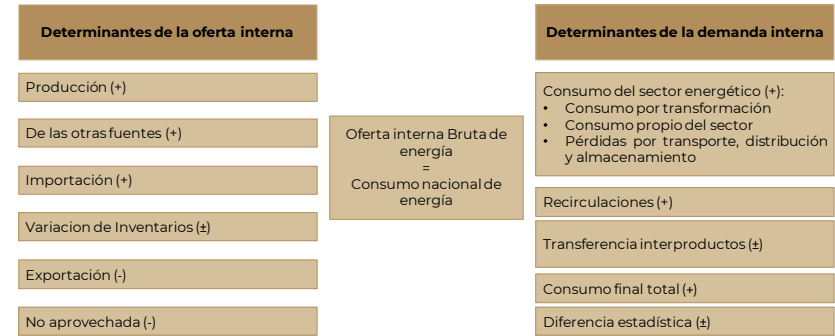 Determinantes de la oferta interna
Producción (+)
De las otras fuentes (+)
Importación (+)
Variacion de Inventarios (±)
Exportación (-)
No aprovechada (-)
Oferta interna Bruta de
energía
=
Consumo nacional de
energía
Determinantes de la demanda interna
Consumo del sector energético (+):
• Consumo por transformación
• Consumo propio del sector
• Pérdidas por transporte, distribución
y almacenamiento
Recirculaciones (+)
Transferencia interproductos (±)
Consumo final total (+)
Diferencia estadística (±)